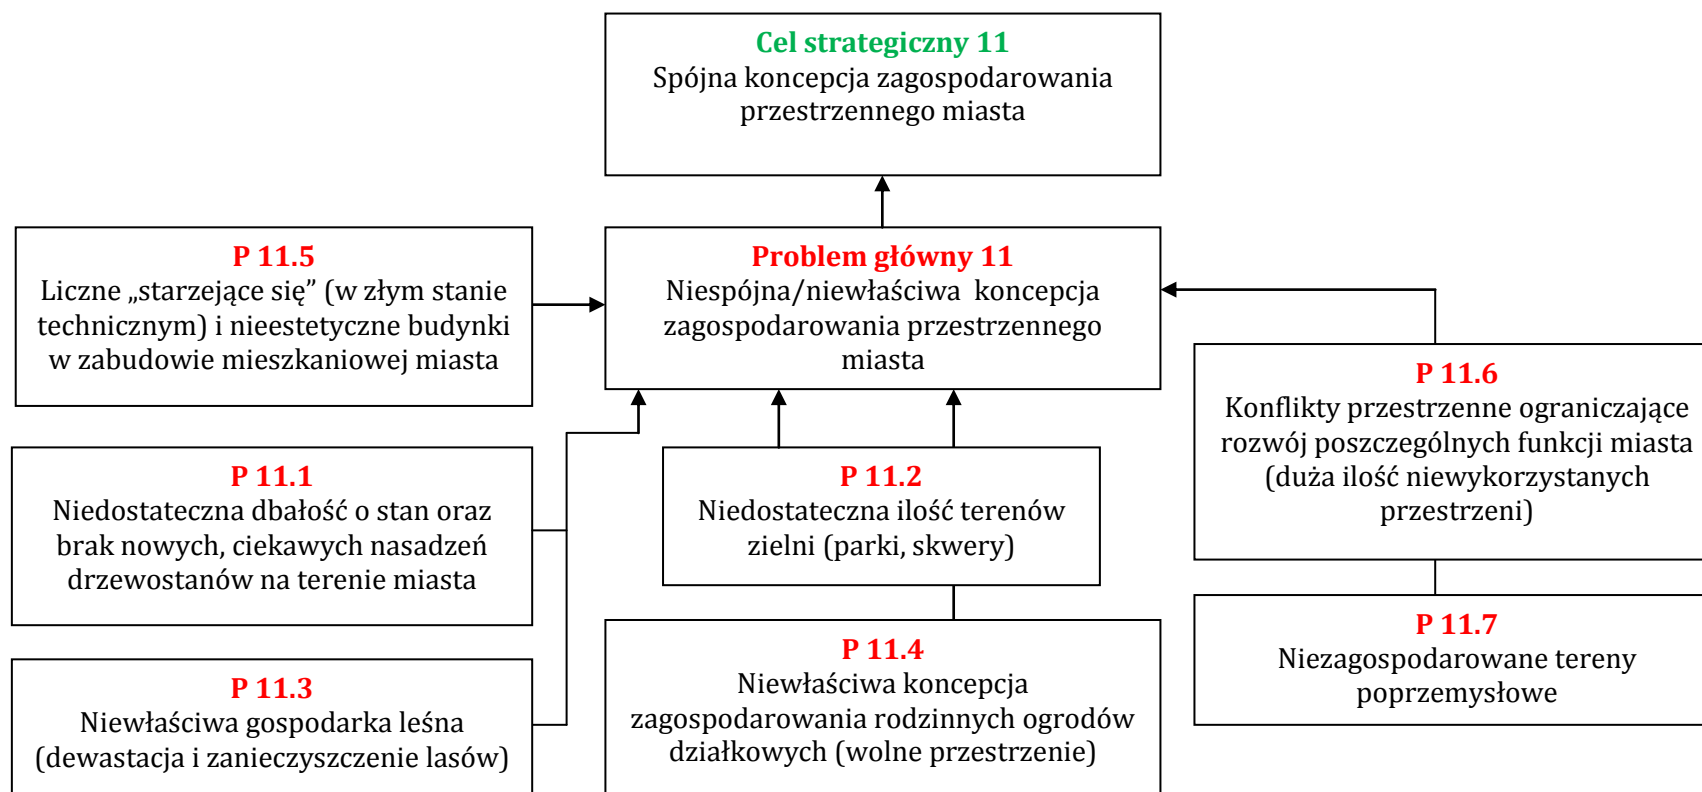 Cel strategiczny 11
Spójna koncepcja zagospodarowania
przestrzennego miasta
P 11.5
Liczne „starzejące się” (w złym stanie
technicznym) i nieestetyczne budynki
w zabudowie mieszkaniowej miasta
Problem główny 11
Niespójna/niewłaściwa koncepcja
zagospodarowania przestrzennego
miasta
P 11.6
Konflikty przestrzenne ograniczające
rozwój poszczególnych funkcji miasta
(duża ilość niewykorzystanych
przestrzeni)
P 11.1
Niedostateczna dbałość o stan oraz
brak nowych, ciekawych nasadzeń
drzewostanów na terenie miasta
P 11.2
Niedostateczna ilość terenów
zielni (parki, skwery)
P 11.3
Niewłaściwa gospodarka leśna
(dewastacja i zanieczyszczenie lasów)
P 11.4
Niewłaściwa koncepcja
zagospodarowania rodzinnych ogrodów
działkowych (wolne przestrzenie)
P 11.7
Niezagospodarowane tereny
poprzemysłowe